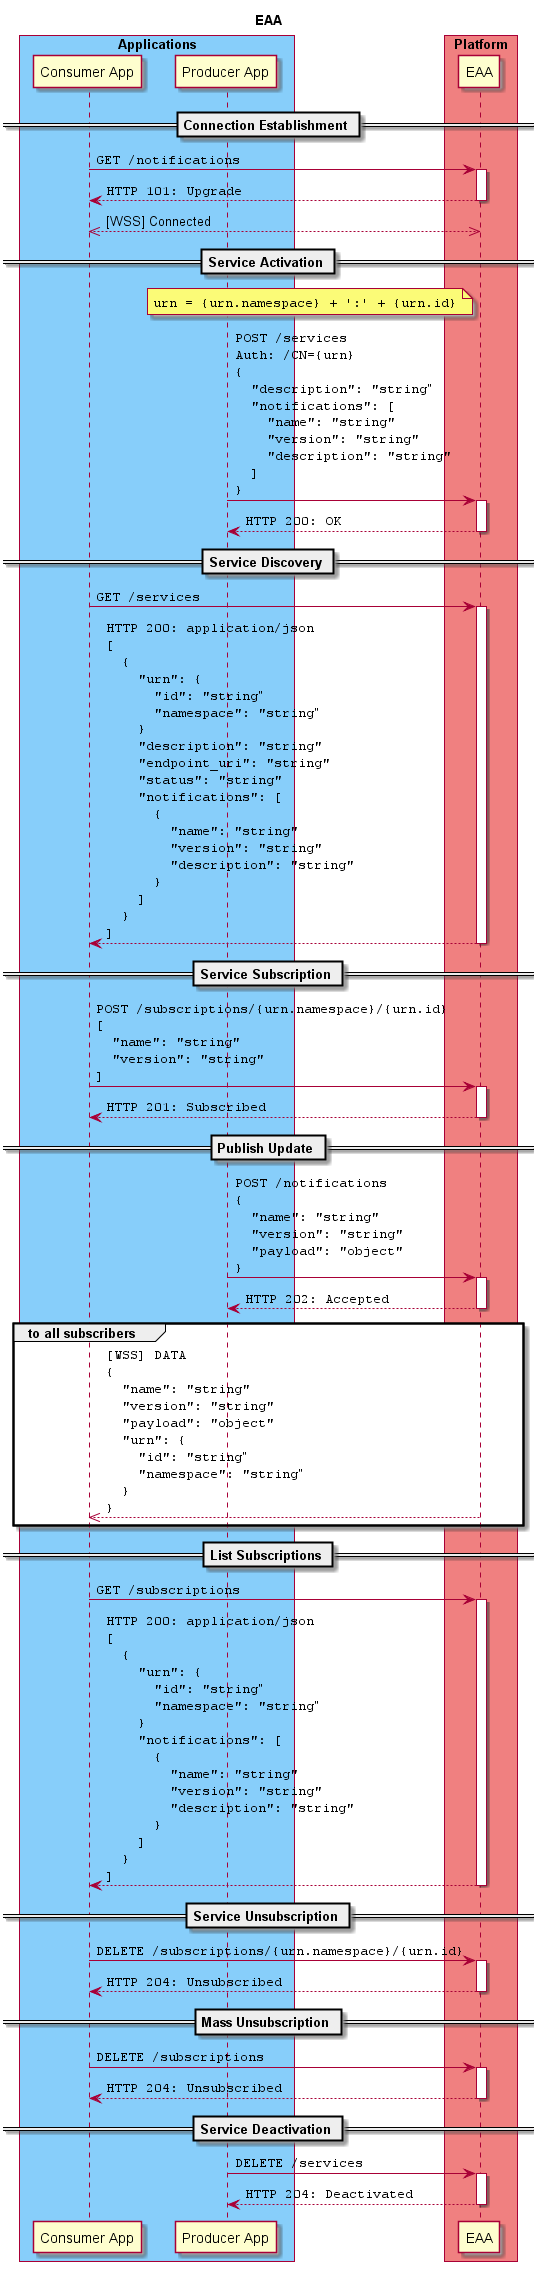 EAA
Applications
Platform
Consumer App
Producer App
EAA
Connection Establishment
GET /notifications
HTTP 101: Upgrade
[WSS] Connected
Service Activation
urn = {urn.namespace} + ':' + {urn.id}
POST /services
Auth: /CN={urn}
{
"description": "string"
"notifications": [
"name": "string"
"version": "string"
"description": "string"
]
}
HTTP 200: OK
Service Discovery
GET /services
HTTP 200: application/json
[
{
"urn": {
"id": "string"
"namespace": "string"
}
"description": "string"
"endpoint_uri": "string"
"status": "string"
"notifications": [
{
"name": "string"
"version": "string"
"description": "string"
}
]
}
]
Service Subscription
POST /subscriptions/{urn.namespace}/{urn.id}
[
"name": "string"
"version": "string"
]
HTTP 201: Subscribed
Publish Update
POST /notifications
{
"name": "string"
"version": "string"
"payload": "object"
}
HTTP 202: Accepted
to all subscribers
[WSS] DATA
{
"name": "string"
"version": "string"
"payload": "object"
"urn": {
"id": "string"
"namespace": "string"
}
}
List Subscriptions
GET /subscriptions
HTTP 200: application/json
[
{
"urn": {
"id": "string"
"namespace": "string"
}
"notifications": [
{
"name": "string"
"version": "string"
"description": "string"
}
]
}
]
Service Unsubscription
DELETE /subscriptions/{urn.namespace}/{urn.id}
HTTP 204: Unsubscribed
Mass Unsubscription
DELETE /subscriptions
HTTP 204: Unsubscribed
Service Deactivation
DELETE /services
HTTP 204: Deactivated
Consumer App
Producer App
EAA